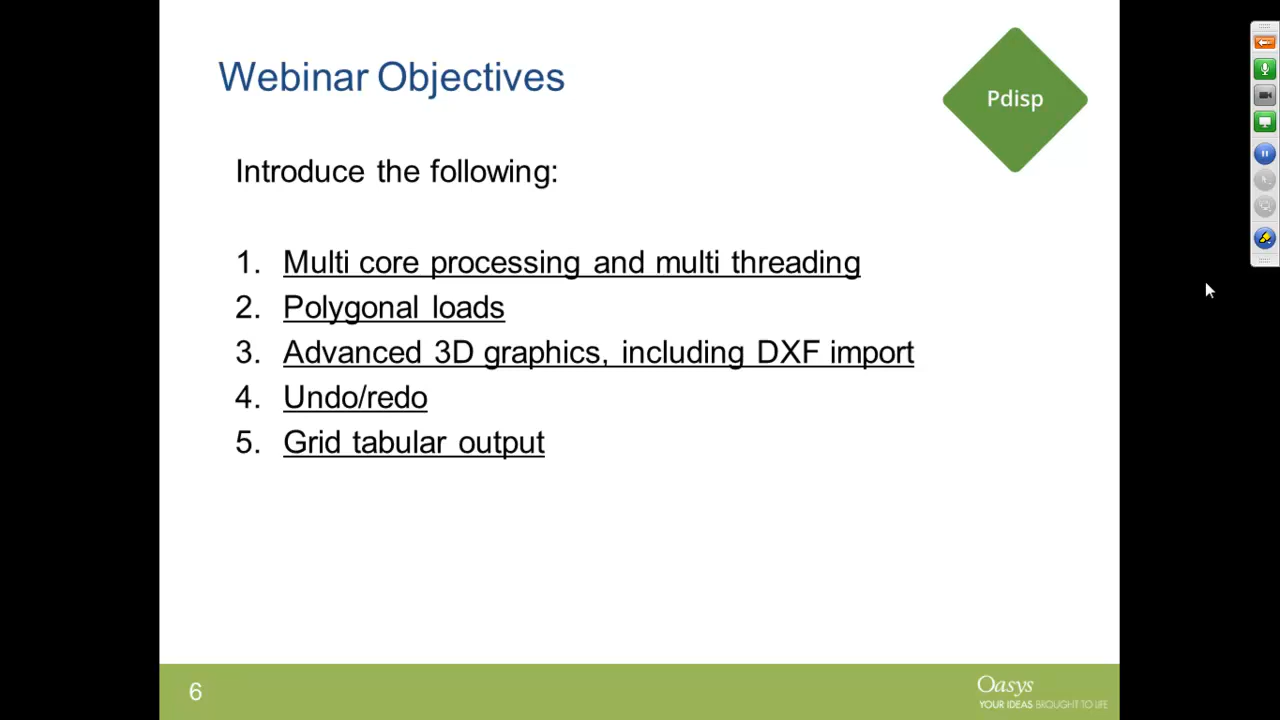 Webinar Objectives
Pdisp
Introduce the following:
1. Multi core processing and multi threading
2. Polygonal loads
3. Advanced 3D graphics, including DXF import
4. Undo/redo
5. Grid tabular output
6
Oasys
YOUR IDEAS BROUGHT TO LIFE